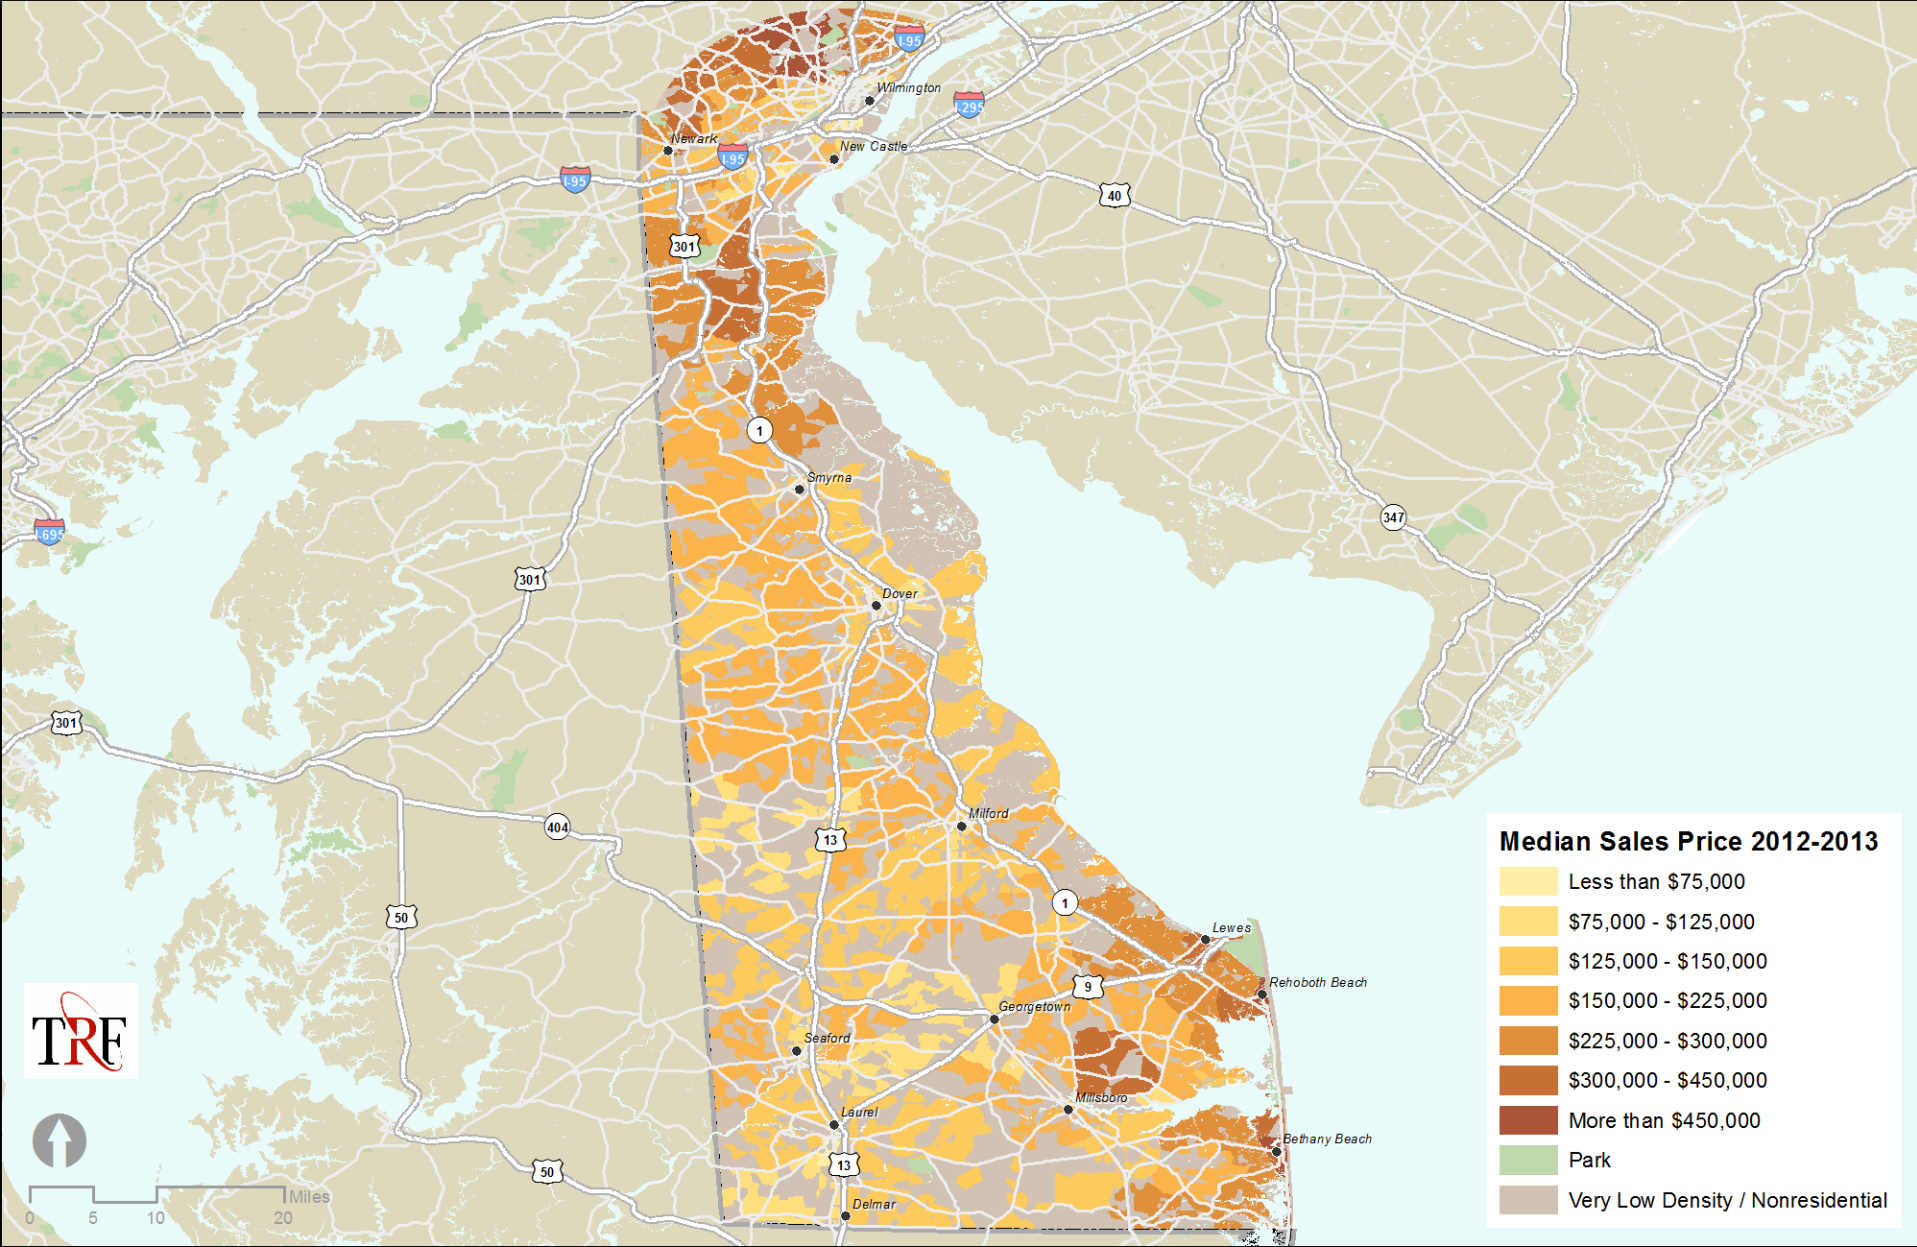 I-95
Wilmington
I-295
Newark
I-95
New Castle
I-95
40
301
1
Smyrna
347
I-695
301
Dover
301
404
13
Milford
50
1
Lewes
9
Rehoboth Beach
Georgetown
Seaford
Millsboro
Laurel
Bethany Beach
50
13
Delmar
TRF
Miles
0 5 10 20
Median Sales Price 2012-2013
Less than $75,000
$75,000 - $125,000
$125,000 - $150,000
$150,000 - $225,000
$225,000 - $300,000
$300,000 - $450,000
More than $450,000
Park
Very Low Density / Nonresidential